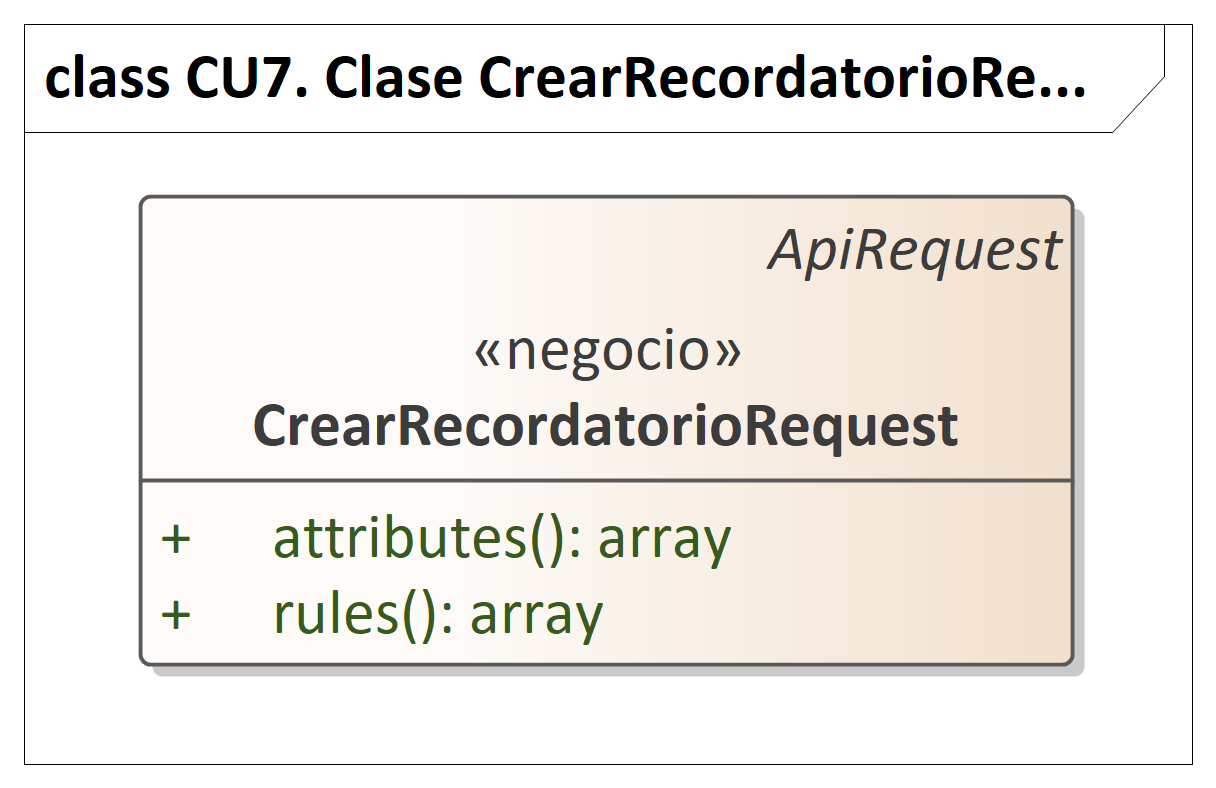 class CU7. Clase CrearRecordatorioRe...
ApiRequest
«negocio»
CrearRecordatorioRequest
+ attributes(): array
+ rules(): array